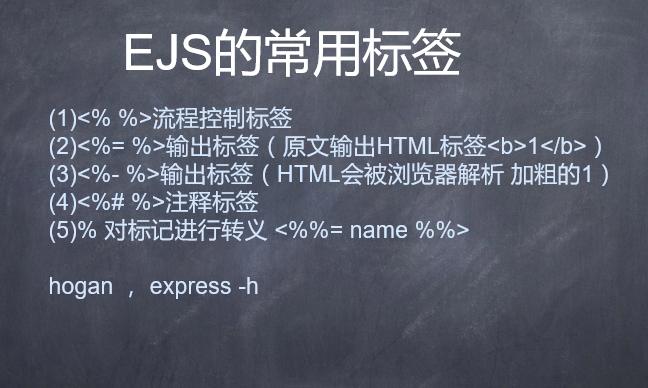 EJS的常用标签
(1)<% %>流程控制标签
(2)<%= %>输出标签（原文输出HTML标签<b>1</b>）
(3)<%- %>输出标签（HTML会被浏览器解析 加粗的1）
(4)<%# %>注释标签
(5)% 对标记进行转义 <%%= name %%>
hogan ，express -h